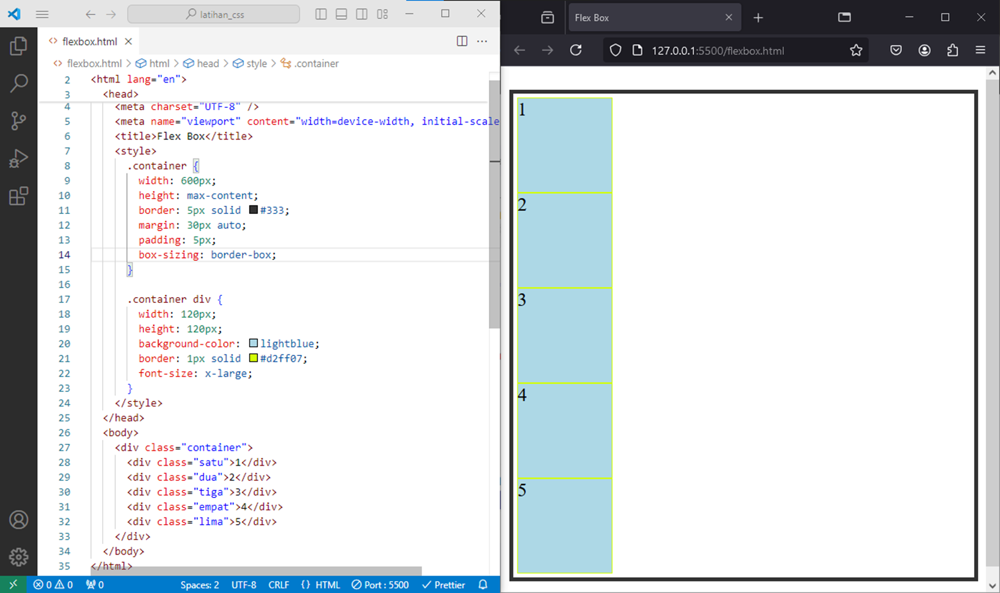 latihan_css
flexbox.html
flexbox.html > html > head > style > .container
2 <html lang="en">
3 <head>
4 <meta charset="UTF-8" />
5 <meta name="viewport" content="width=device-width, initial-scale
6 <title>Flex Box</title>
7 <style>
8 .container {
9 width: 600px;
10 height: max-content;
11 border: 5px solid #333;
12 margin: 30px auto;
13 padding: 5px;
14 box-sizing: border-box;
15 }
16
17 .container div {
18 width: 120px;
19 height: 120px;
20 background-color: lightblue;
21 border: 1px solid #d2ff07;
22 font-size: x-large;
23 }
24 </style>
25 </head>
26 <body>
27 <div class="container">
28 <div class="satu">1</div>
29 <div class="dua">2</div>
30 <div class="tiga">3</div>
31 <div class="empat">4</div>
32 <div class="lima">5</div>
33 </div>
34 </body>
35 </html>
0 0 0 Spaces: 2 UTF-8 CRLF {} HTML Port : 5500 Prettier
Flex Box
127.0.0.1:5500/flexbox.html
1
2
3
4
5